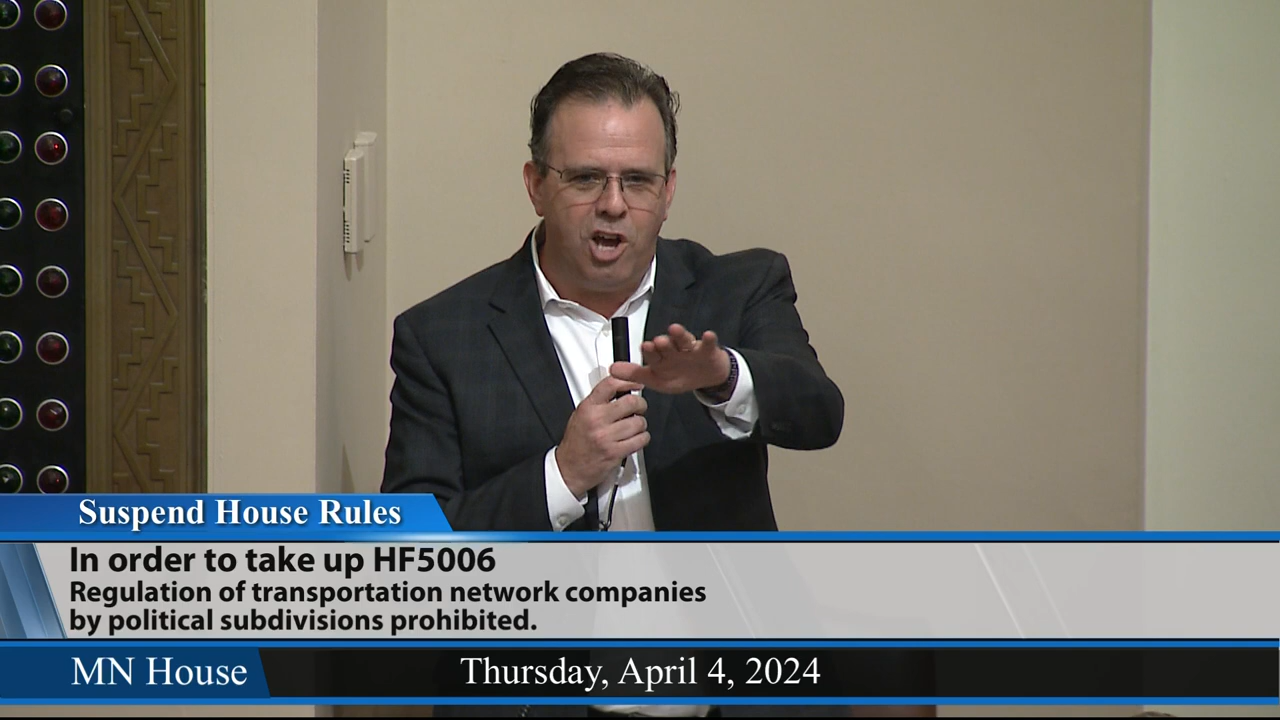 Suspend House Rules
In order to take up HF5006
Regulation of transportation network companies
by political subdivisions prohibited.
MN House
Thursday, April 4, 2024